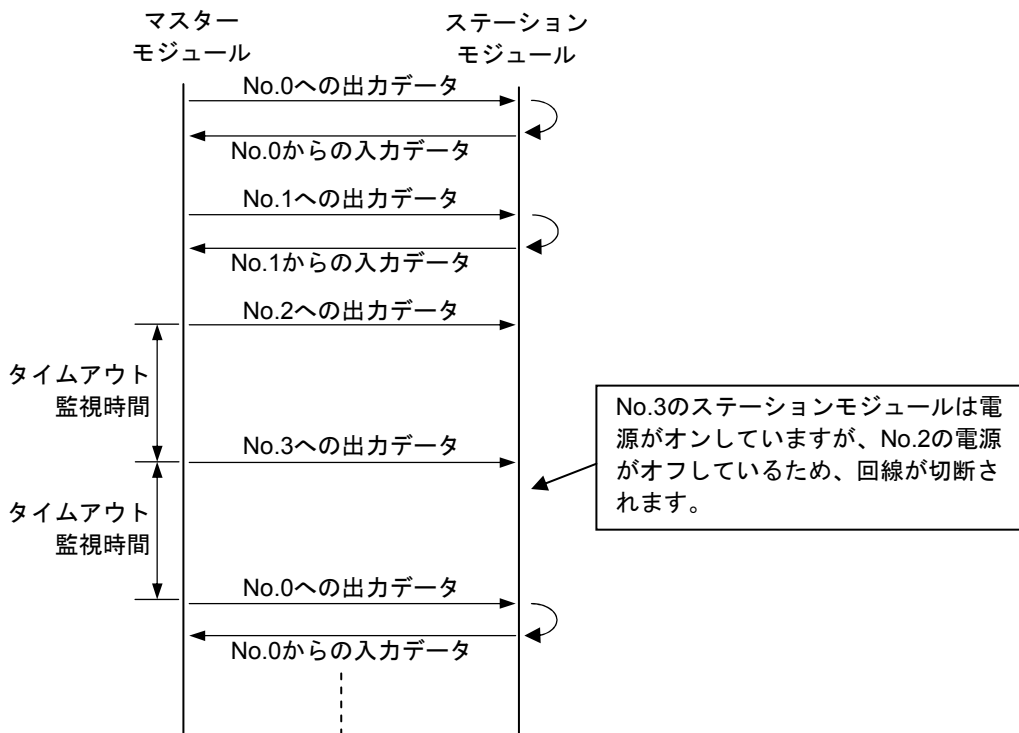 マスター
モジュール
ステーション
モジュール
No.0への出力データ
No.0からの入力データ
No.1への出力データ
No.1からの入力データ
No.2への出力データ
タイムアウト
監視時間
No.3への出力データ
No.3のステーションモジュールは電
源がオンしていますが、No.2の電源
がオフしているため、回線が切断さ
れます。
タイムアウト
監視時間
No.0への出力データ
No.0からの入力データ